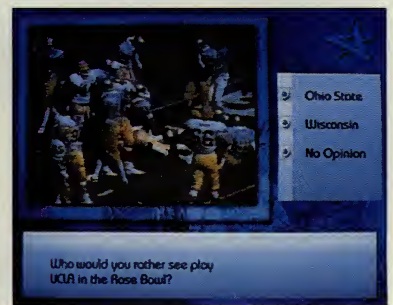 Ohio State
Wisconsin
No Opinion
Who would you rather see play
UCLA in the Rose Bowl?